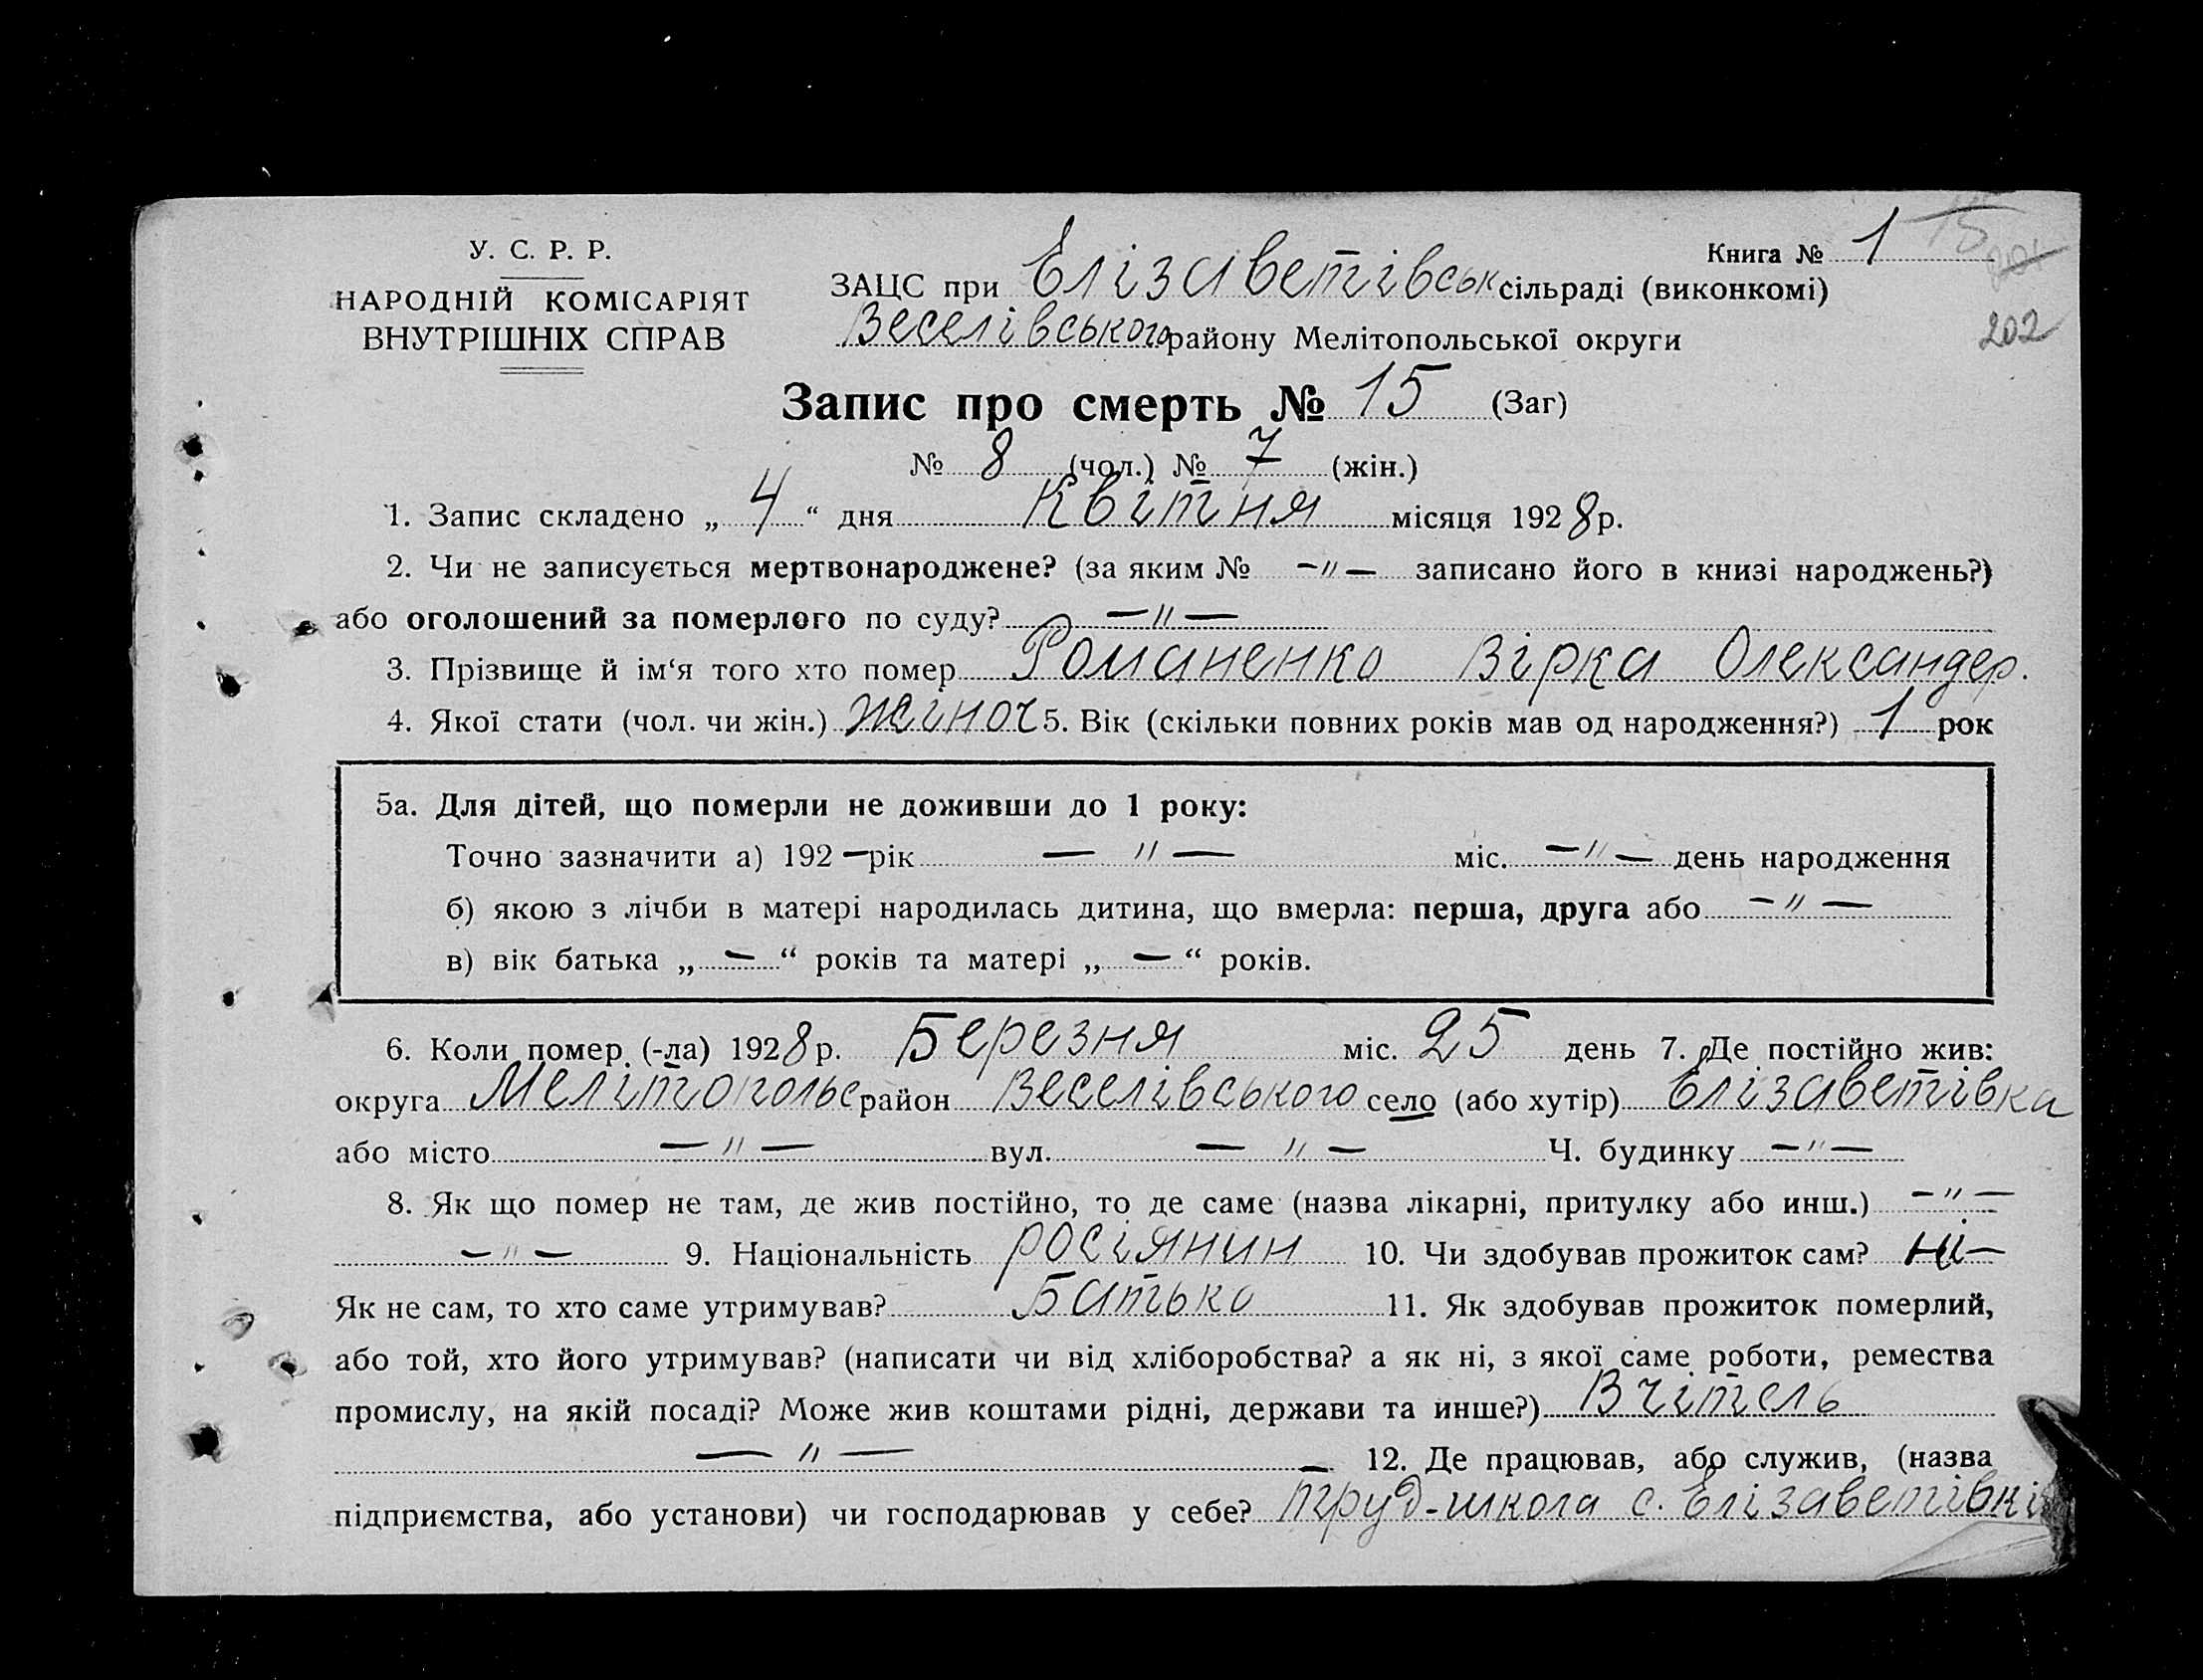 У. С. Р. Р.
НАРОДНІЙ КОМІСАРІЯТ
ВНУТРІШНІХ СПРАВ
Книга № 1
202
ЗАЦС при Єлізаветівськ сільраді (виконкомі)
Веселівського району Мелітопольської округи
Запис про смерть № 15 (Заг)
№ 8 (чол.) № 7 (жін.)
1. Запис складено „ 4 “ дня Квітня місяця 1928 р.
2. Чи не записується мертвонароджене? (за яким № —"— записано його в книзі народжень?)
або оголошений за померлого по суду? —"—
3. Прізвище й ім‘я того хто помер Романенко Вірка Олександер.
4. Якої стати (чол. чи жін.) жіноч 5. Вік (скільки повних років мав од народження?) 1 рок
5а. Для дітей, що померли не доживши до 1 року:
Точно зазначити а) 192 — рік —"— міс. —"— день народження
б) якою з лічби в матері народилась дитина, що вмерла: перша, друга або —"—
в) вік батька „ — “ років та матері „ — “ років.
6. Коли помер (-ла) 1928 р. Березня міс. 25 день 7. Де постійно жив:
округа Мелітопольс район Веселівського село (або хутір) Єлізаветівка
або місто —"— вул. —"— Ч. будинку —"—
8. Як що помер не там, де жив постійно, то де саме (назва лікарні, притулку або инш.) —"—
—"— 9. Національність росіянин 10. Чи здобував прожиток сам? ні —
Як не сам, то хто саме утримував? Батько 11. Як здобував прожиток померлий,
або той, хто його утримував? (написати чи від хліборобства? а як ні, з якої саме роботи, ремества
промислу, на якій посаді? Може жив коштами рідні, держави та инше?) Вчітель
—"— 12. Де працював, або служив, (назва
підприємства, або установи) чи господарював у себе? труд-школа с. Єлізаветівкі